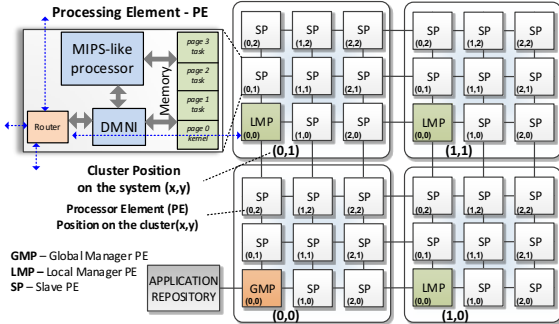 Processing Element - PE
MIPS-like
processor
Memory
page 3
task
page 2
task
page 1
task
page 0
kernel
Router
DMNI
SP
(0,2)
SP
(1,2)
SP
(2,2)
SP
(0,1)
SP
(1,1)
SP
(2,1)
LMP
(0,0)
SP
(1,0)
SP
(2,0)
(0,1)
SP
(0,2)
SP
(1,2)
SP
(2,2)
SP
(0,1)
SP
(1,1)
SP
(2,1)
LMP
(0,0)
SP
(1,0)
SP
(2,0)
(1,1)
Cluster Position
on the system (x,y)
Processor Element (PE)
Position on the cluster(x,y)
GMP – Global Manager PE
LMP – Local Manager PE
SP – Slave PE
APPLICATION
REPOSITORY
SP
(0,2)
SP
(1,2)
SP
(2,2)
SP
(0,1)
SP
(1,1)
SP
(2,1)
GMP
(0,0)
SP
(1,0)
SP
(2,0)
(0,0)
SP
(0,2)
SP
(1,2)
SP
(2,2)
SP
(0,1)
SP
(1,1)
SP
(2,1)
LMP
(0,0)
SP
(1,0)
SP
(2,0)
(1,0)